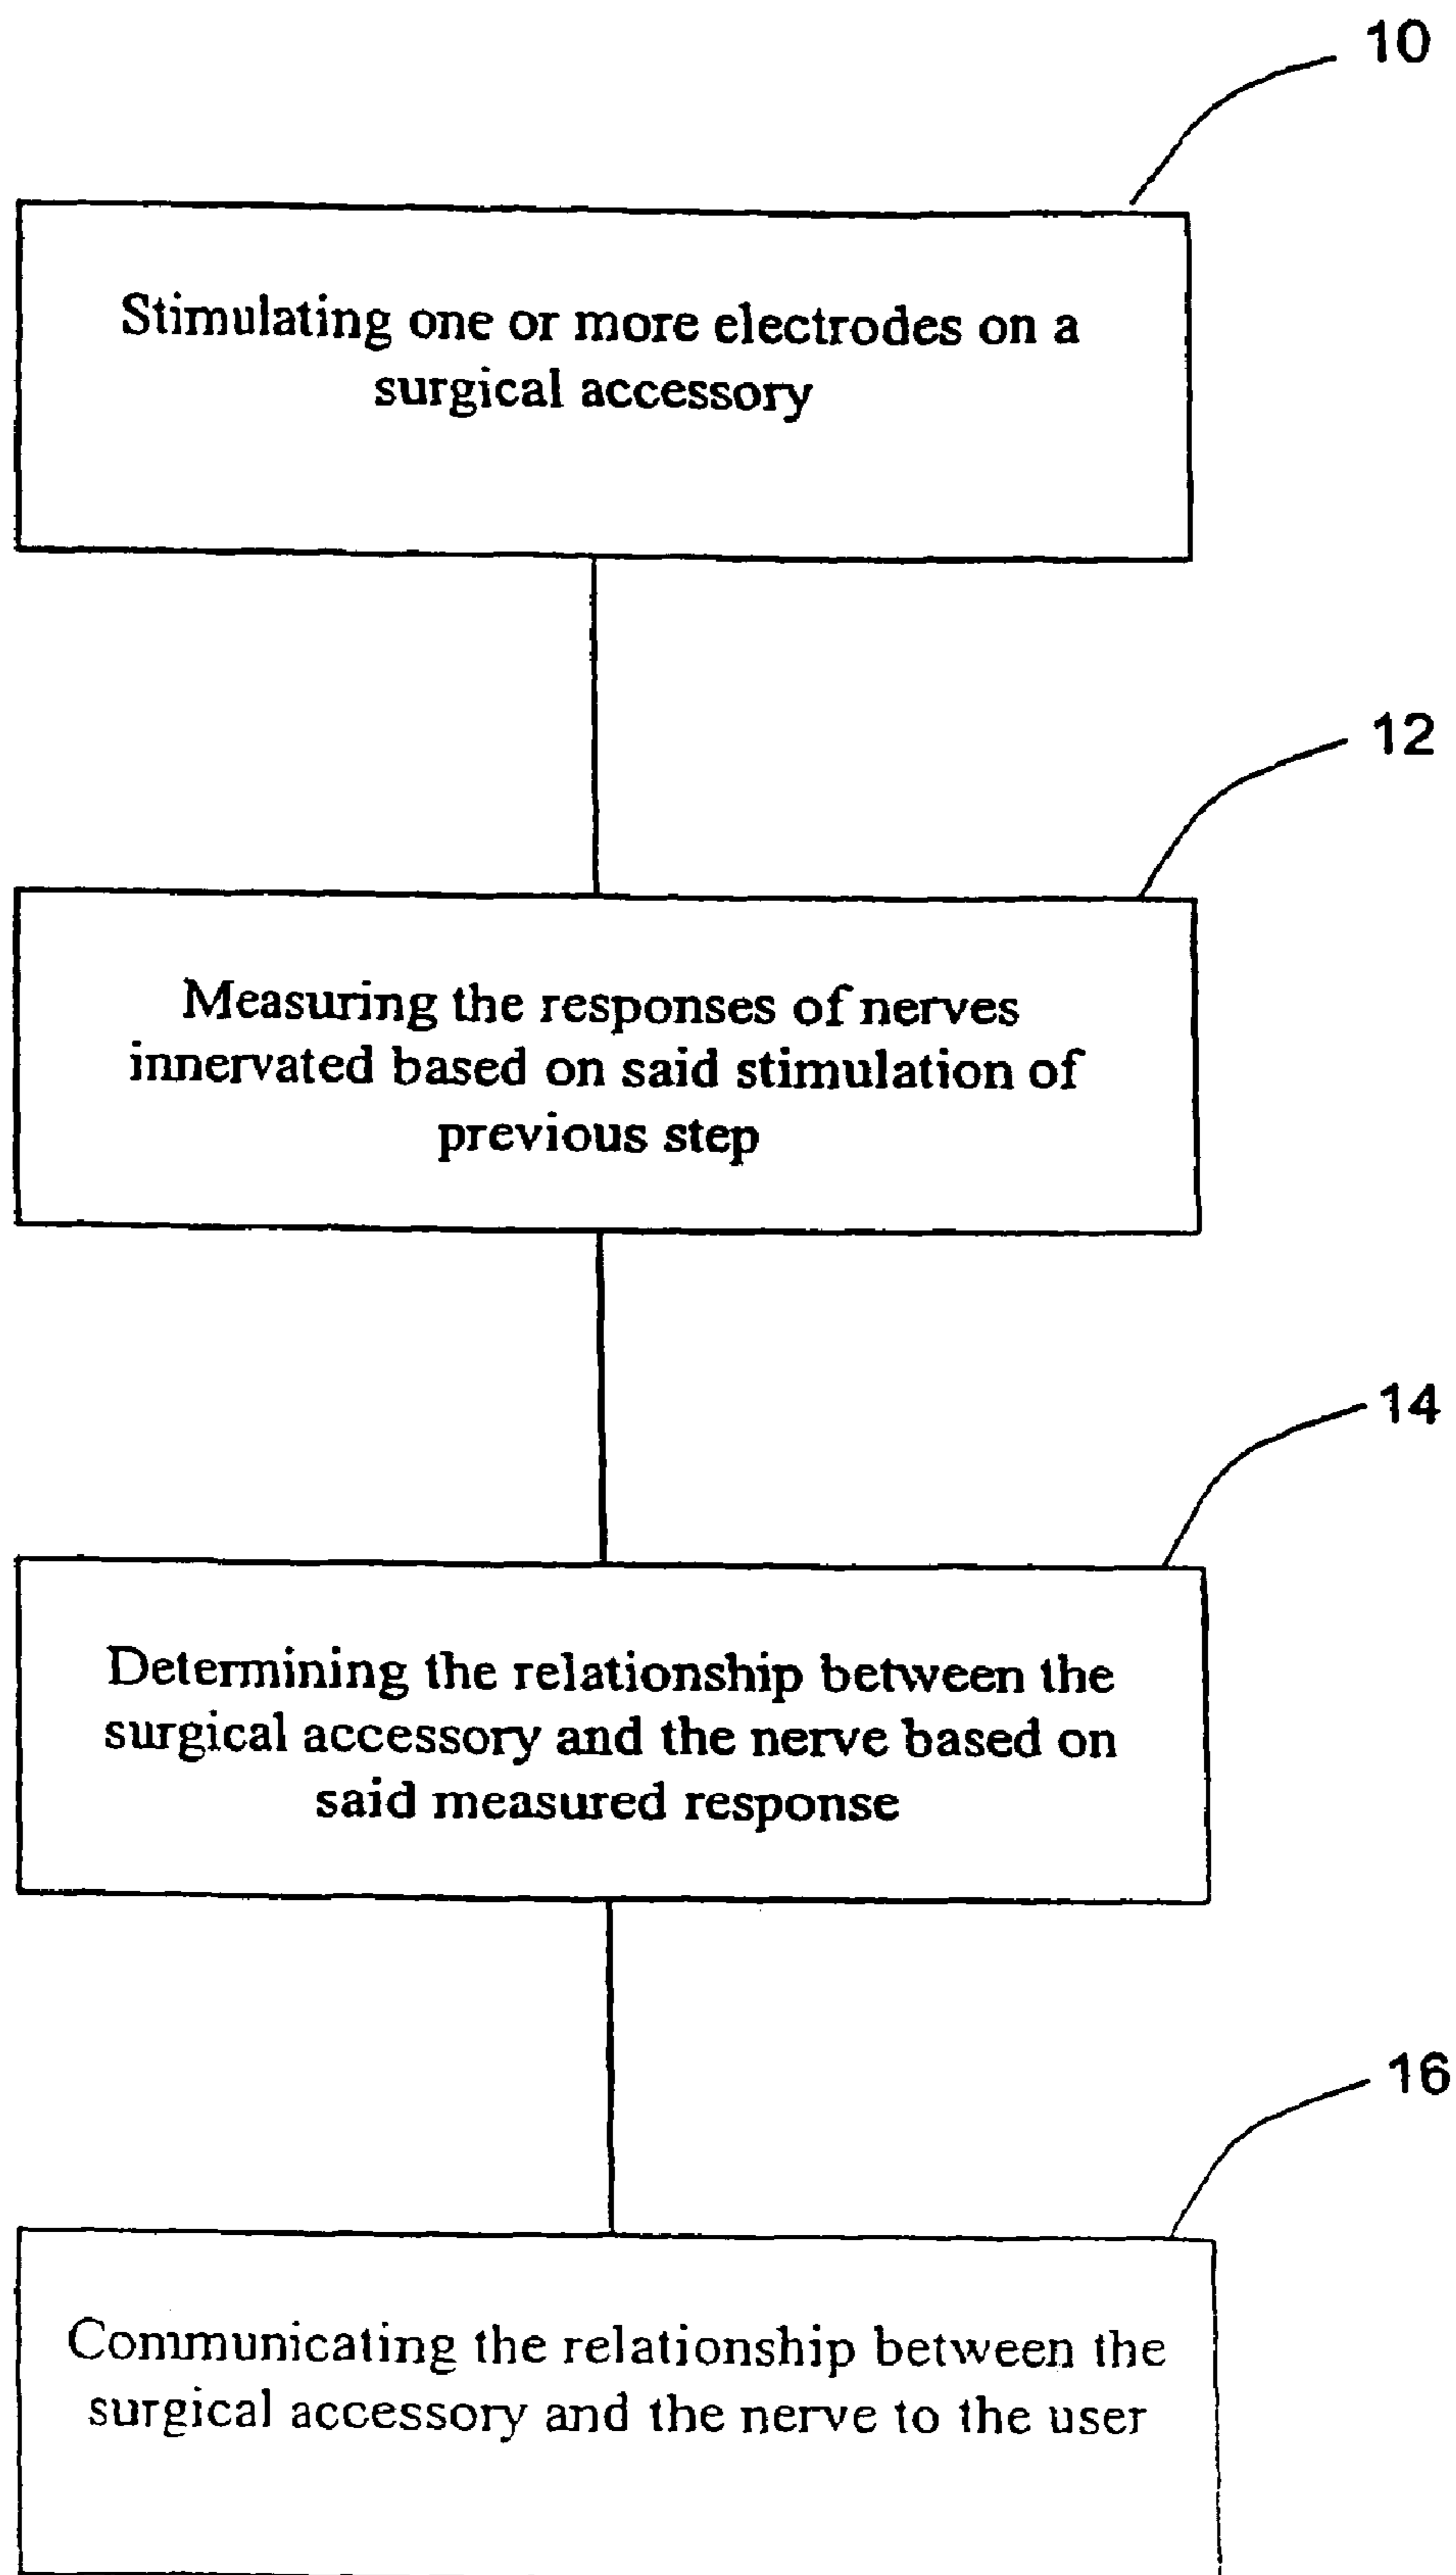 10
Stimulating one or more electrodes on a
surgical accessory
12
Measuring the responses of nerves
innervated based on said stimulation of
previous step
14
Determining the relationship between the
surgical accessory and the nerve based on
said measured response
16
Communicating the relationship between the
surgical accessory and the nerve to the user